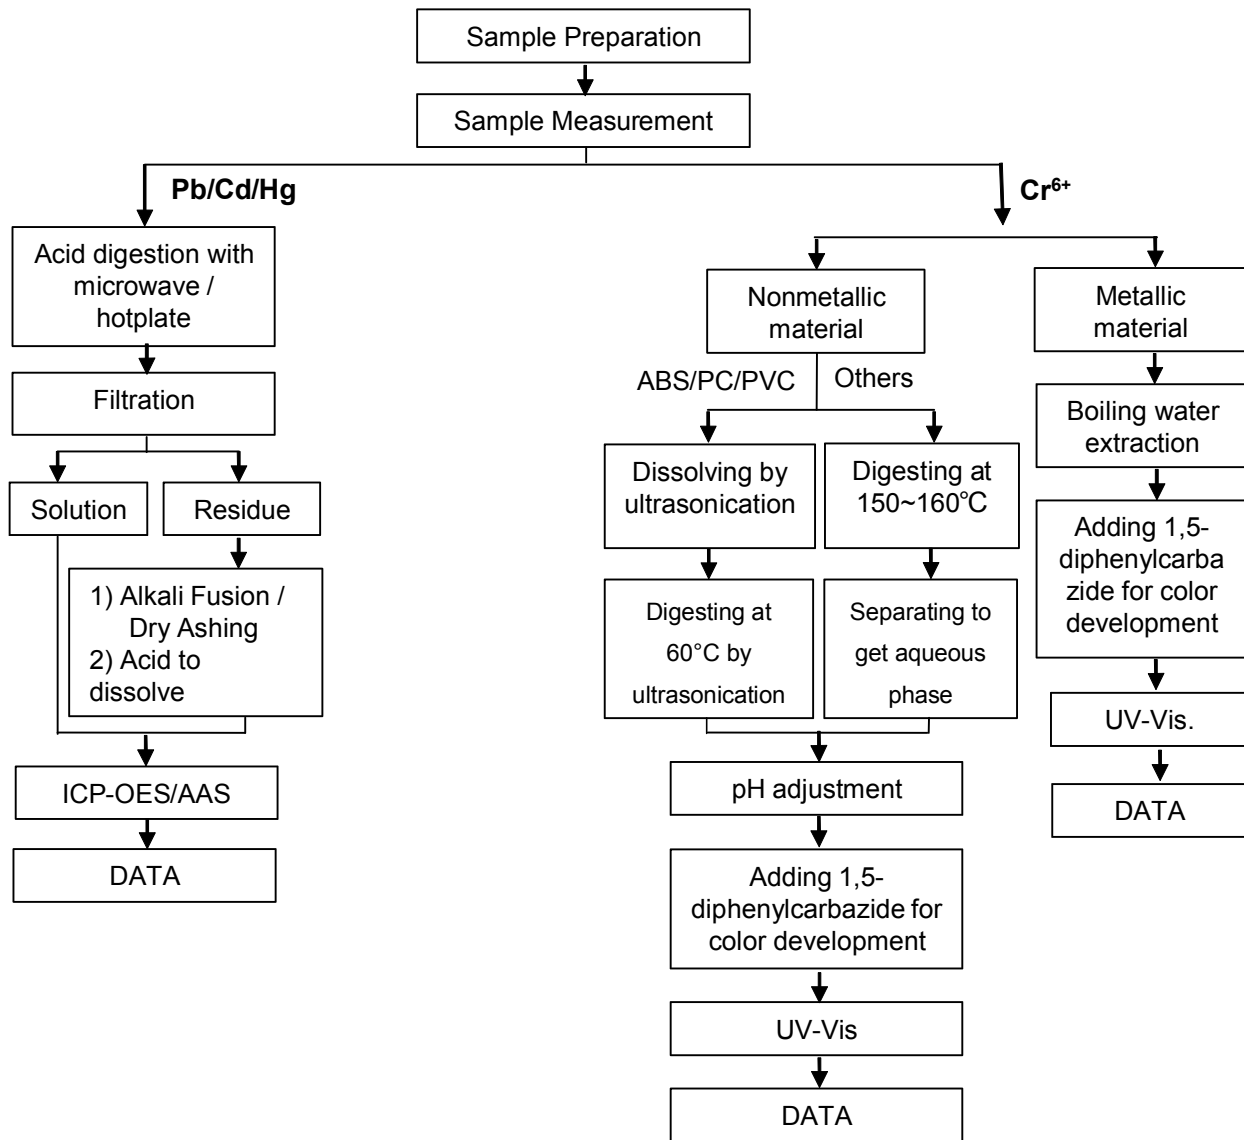 Sample Preparation
Sample Measurement
Pb/Cd/Hg
Cr⁶⁺
Acid digestion with
microwave /
hotplate
Filtration
Solution
Residue
1) Alkali Fusion /
Dry Ashing
2) Acid to
dissolve
ICP-OES/AAS
DATA
Nonmetallic
material
ABS/PC/PVC
Others
Dissolving by
ultrasonication
Digesting at
150~160℃
Digesting at
60°C by
ultrasonication
Separating to
get aqueous
phase
pH adjustment
Adding 1,5-
diphenylcarbazide for
color development
UV-Vis
DATA
Metallic
material
Boiling water
extraction
Adding 1,5-
diphenylcarba
zide for color
development
UV-Vis.
DATA